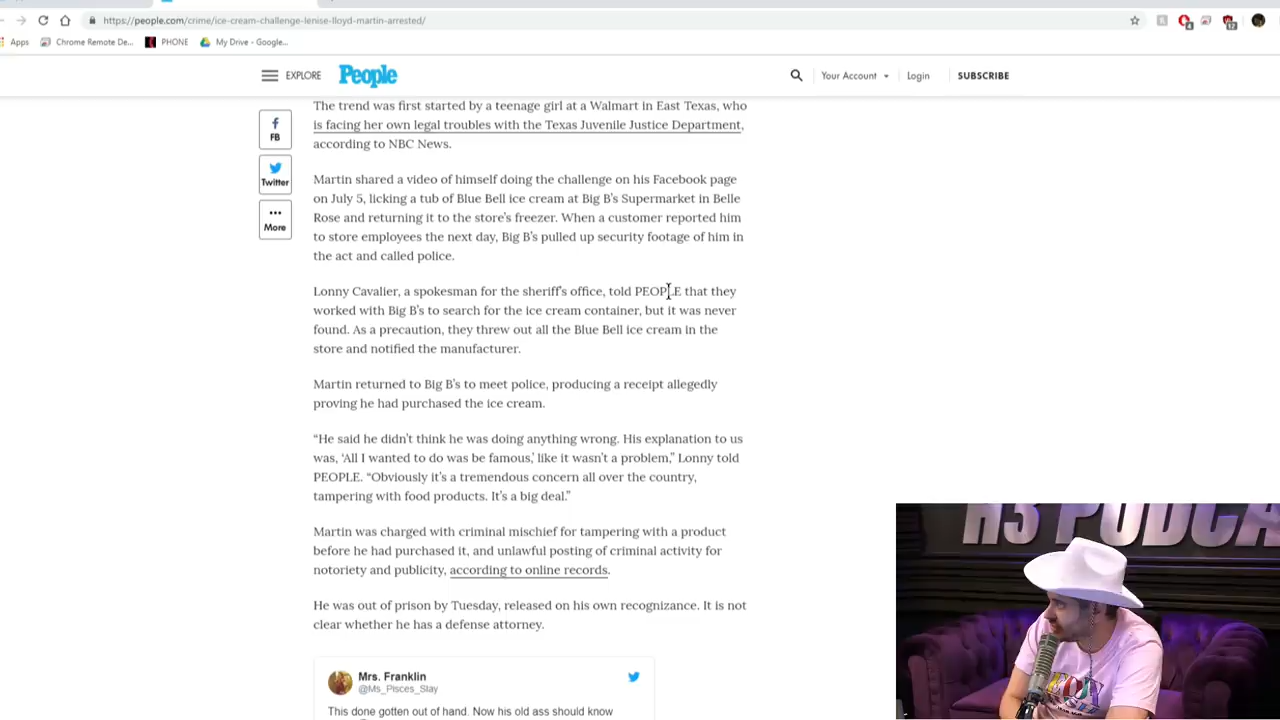 https://people.com/crime/ice-cream-challenge-lenise-lloyd-martin-arrested/
Apps
Chrome Remote De...
PHONE
My Drive - Google...
EXPLORE
People
Your Account
Login
SUBSCRIBE
FB
Twitter
More
The trend was first started by a teenage girl at a Walmart in East Texas, who
is facing her own legal troubles with the Texas Juvenile Justice Department,
according to NBC News.
Martin shared a video of himself doing the challenge on his Facebook page
on July 5, licking a tub of Blue Bell ice cream at Big B’s Supermarket in Belle
Rose and returning it to the store’s freezer. When a customer reported him
to store employees the next day, Big B’s pulled up security footage of him in
the act and called police.
Lonny Cavalier, a spokesman for the sheriff’s office, told PEOPLE that they
worked with Big B’s to search for the ice cream container, but it was never
found. As a precaution, they threw out all the Blue Bell ice cream in the
store and notified the manufacturer.
Martin returned to Big B’s to meet police, producing a receipt allegedly
proving he had purchased the ice cream.
“He said he didn’t think he was doing anything wrong. His explanation to us
was, ‘All I wanted to do was be famous,’ like it wasn’t a problem,” Lonny told
PEOPLE. “Obviously it’s a tremendous concern all over the country,
tampering with food products. It’s a big deal.”
Martin was charged with criminal mischief for tampering with a product
before he had purchased it, and unlawful posting of criminal activity for
notoriety and publicity, according to online records.
He was out of prison by Tuesday, released on his own recognizance. It is not
clear whether he has a defense attorney.
Mrs. Franklin
@Ms_Pisces_Slay
This done gotten out of hand. Now his old ass should know
H3 PODCA